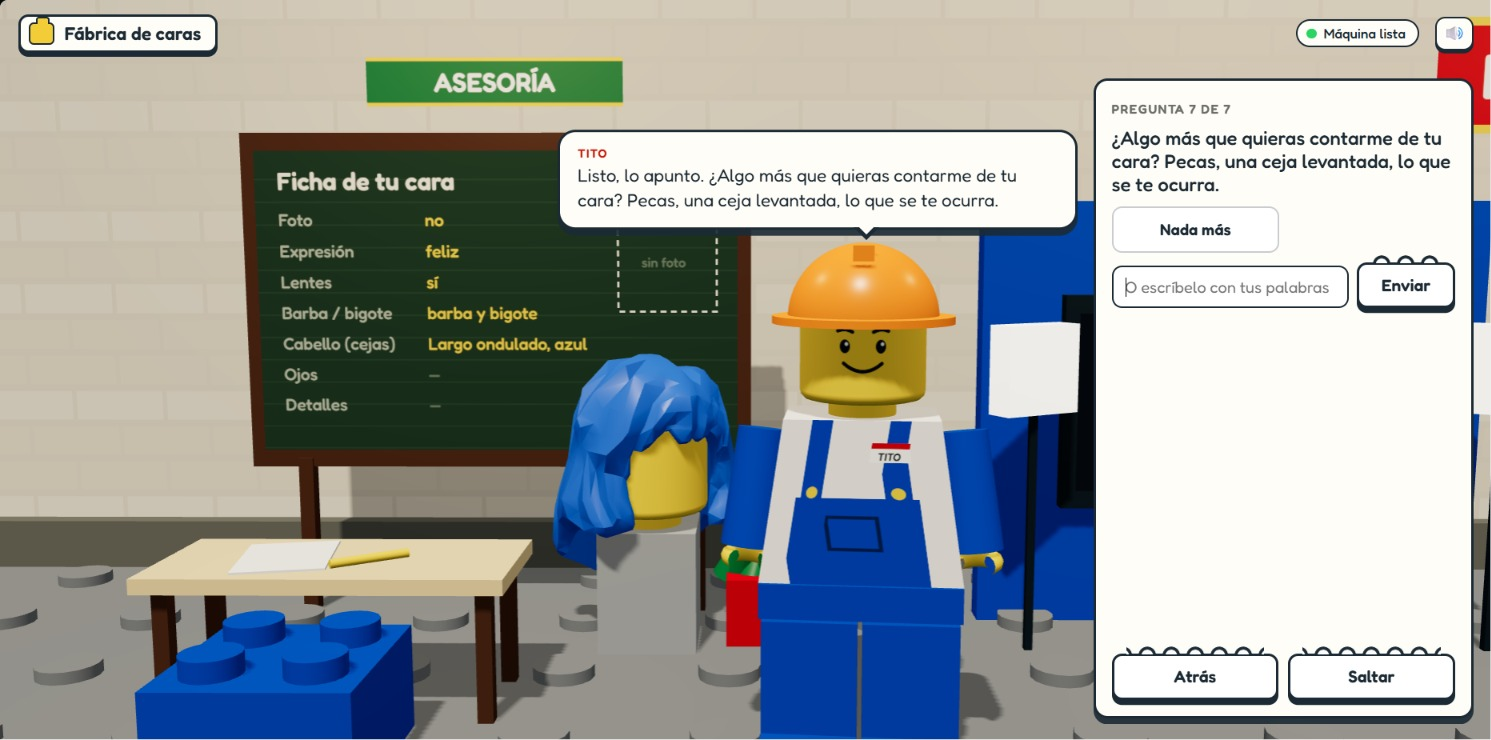 Fábrica de caras
Máquina lista
ASESORÍA
PREGUNTA 7 DE 7
¿Algo más que quieras contarme de tu
cara? Pecas, una ceja levantada, lo que
se te ocurra.
Nada más
O escríbelo con tus palabras
Enviar
Atrás
Saltar
TITO
Listo, lo apunto. ¿Algo más que quieras contarme de tu
cara? Pecas, una ceja levantada, lo que se te ocurra.
Ficha de tu cara
Foto no
Expresión feliz
Lentes sí
Barba / bigote barba y bigote
Cabello (cejas) Largo ondulado, azul
Ojos –
Detalles –
sin foto
TITO